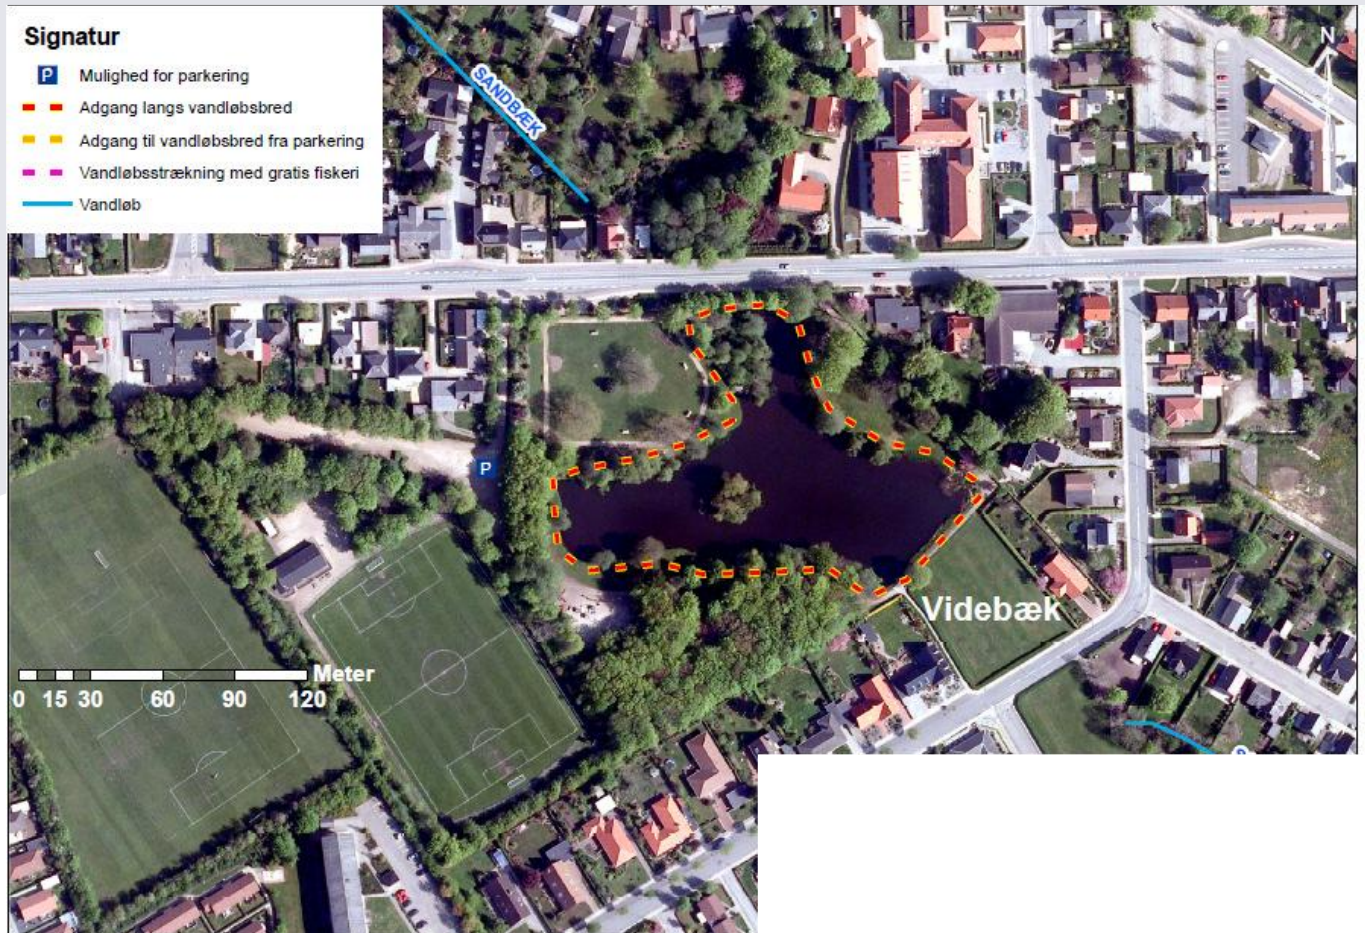 Signatur
P Mulighed for parkering
Adgang langs vandløbsbred
Adgang til vandløbsbred fra parkering
Vandløbsstrækning med gratis fiskeri
Vandløb
N
SANDBÆK
P
Videbæk
Meter
0 15 30 60 90 120